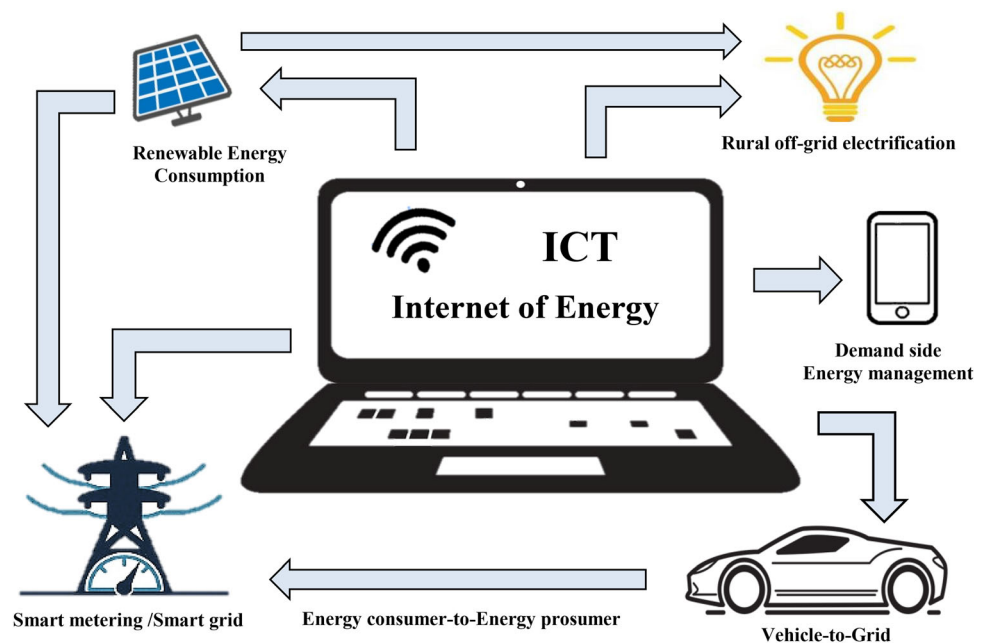 Renewable Energy
Consumption
Rural off-grid electrification
ICT
Internet of Energy
Demand side
Energy management
Smart metering /Smart grid
Energy consumer-to-Energy prosumer
Vehicle-to-Grid